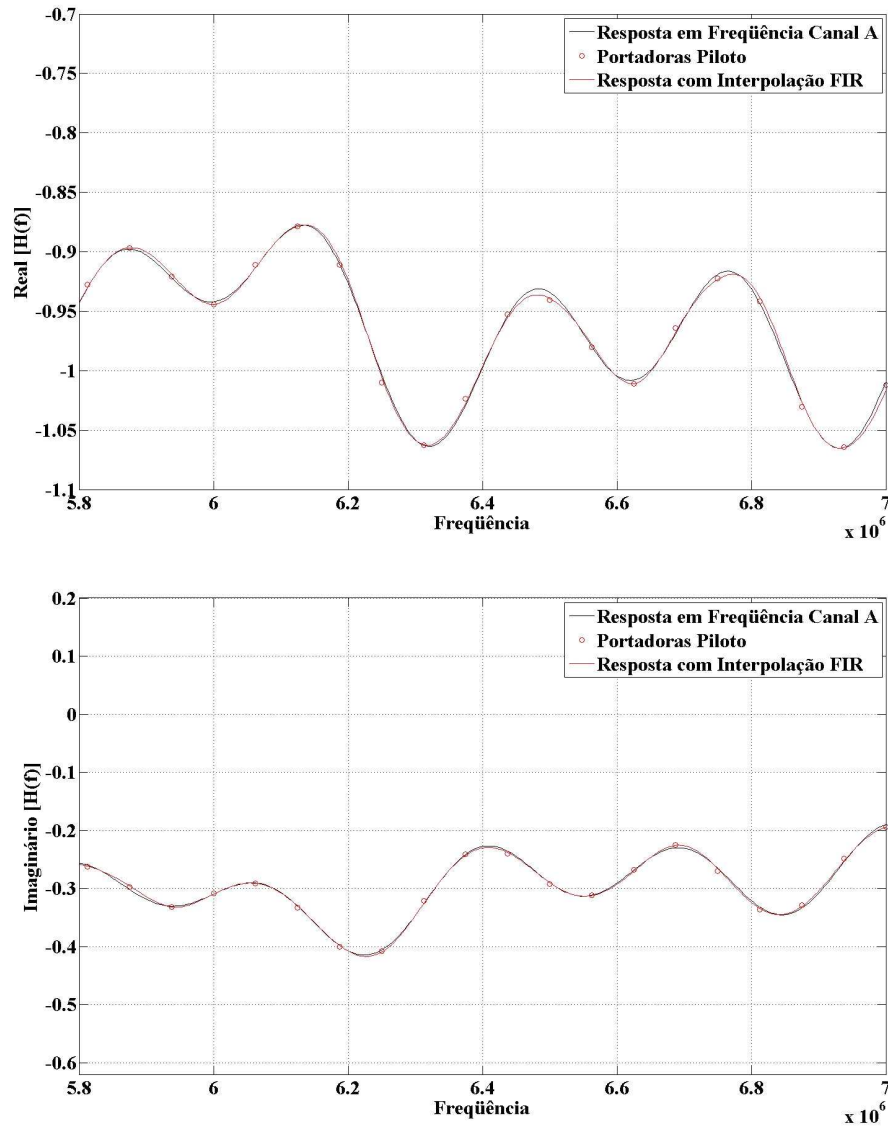 -0.7
-0.75
-0.8
-0.85
-0.9
-0.95
-1
-1.05
-1.1
Real [H(f)]
Resposta em Freqüência Canal A
Portadoras Piloto
Resposta com Interpolação FIR
5.8 6 6.2 6.4 6.6 6.8 7
Freqüência
x 10^6
0.2
0.1
0
-0.1
-0.2
-0.3
-0.4
-0.5
-0.6
Imaginário [H(f)]
Resposta em Freqüência Canal A
Portadoras Piloto
Resposta com Interpolação FIR
5.8 6 6.2 6.4 6.6 6.8 7
Freqüência
x 10^6